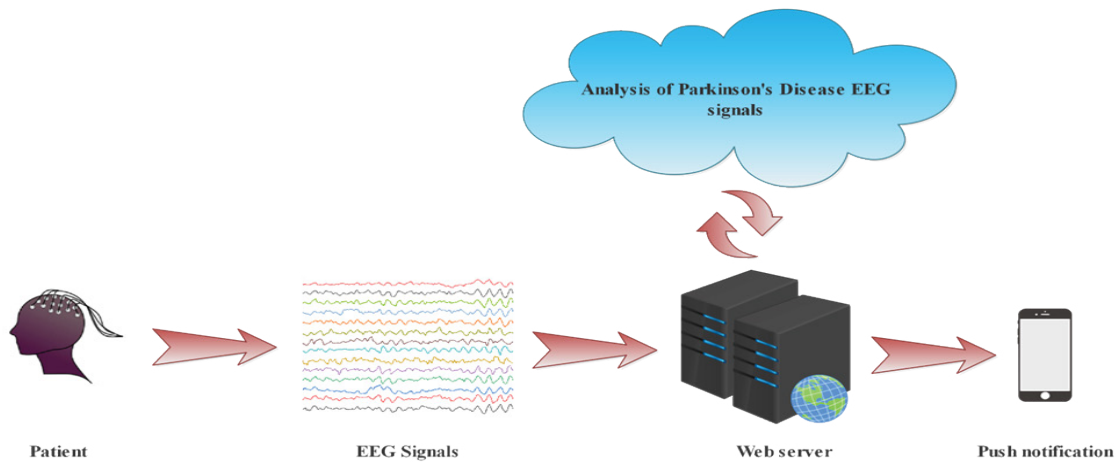 Analysis of Parkinson's Disease EEG
signals
Patient
EEG Signals
Web server
Push notification